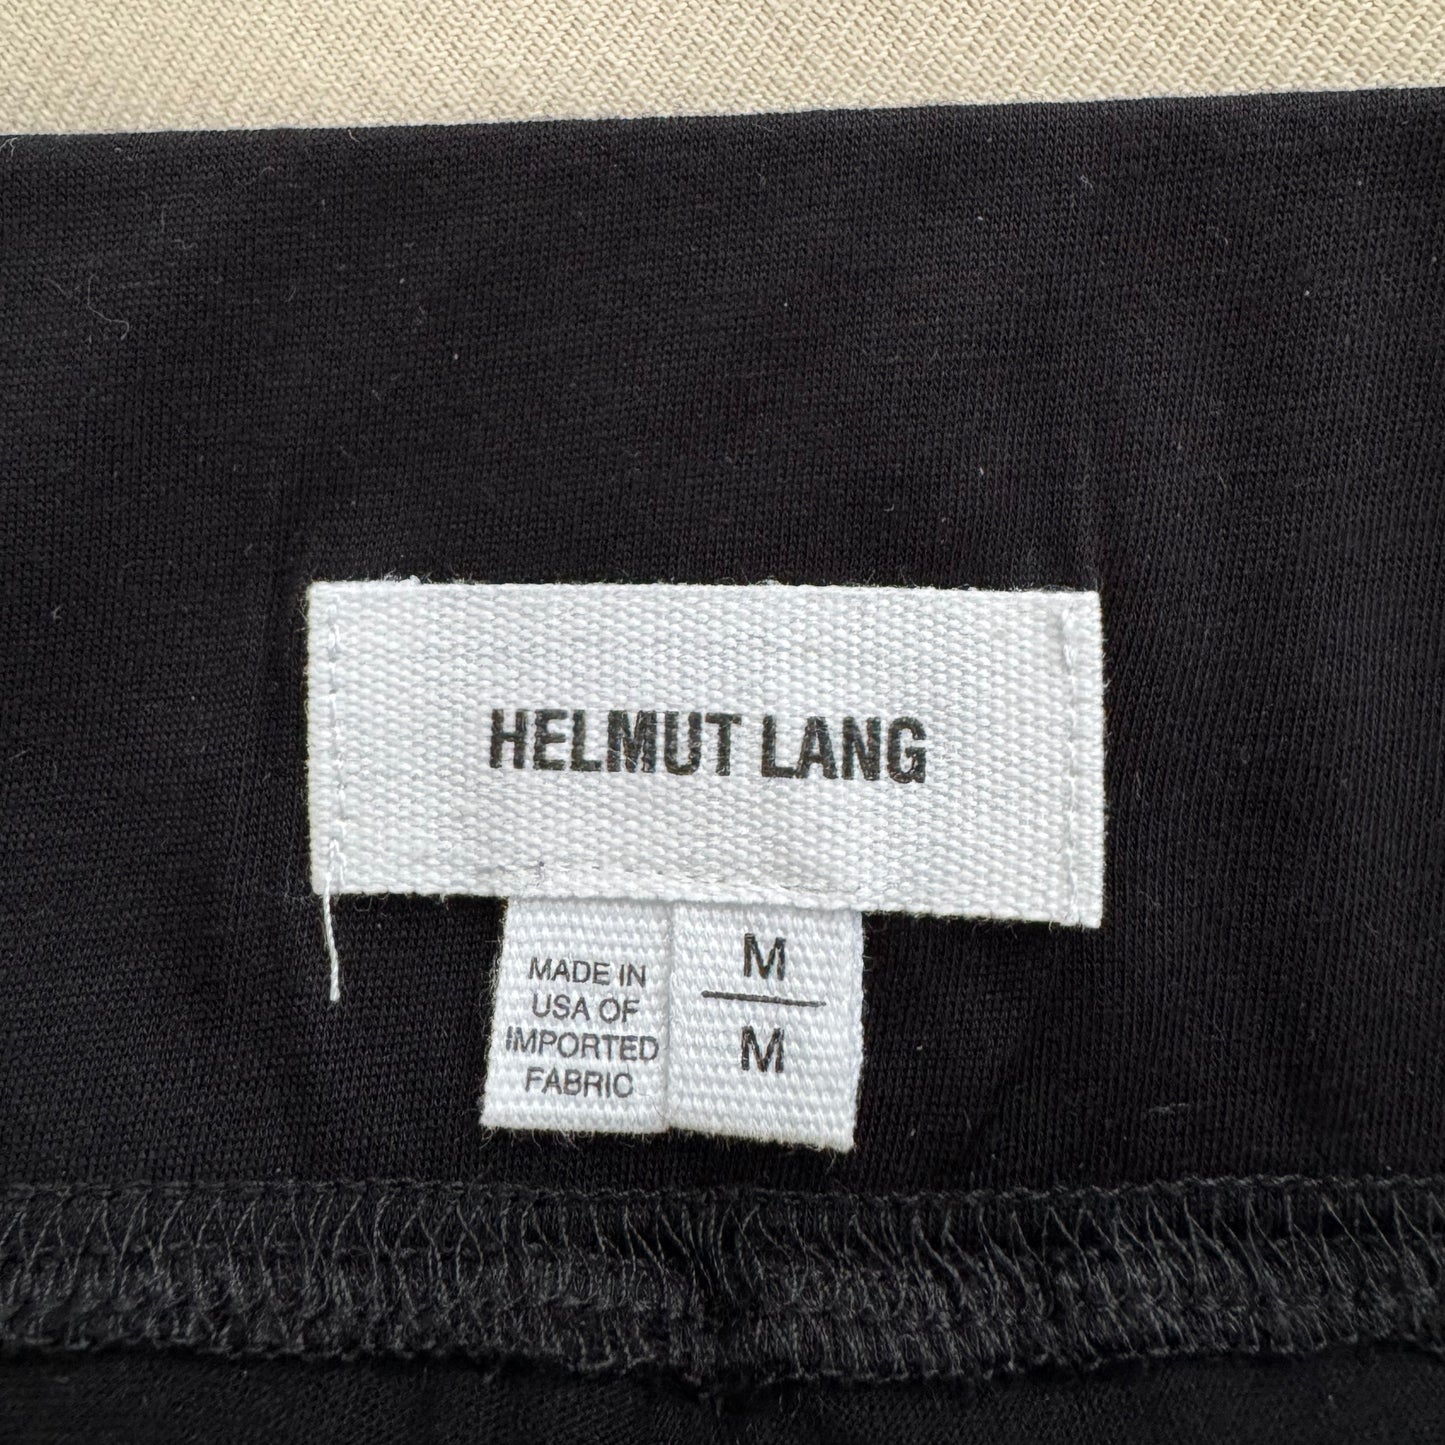 HELMUT LANG
MADE IN
USA OF
IMPORTED
FABRIC
M
M